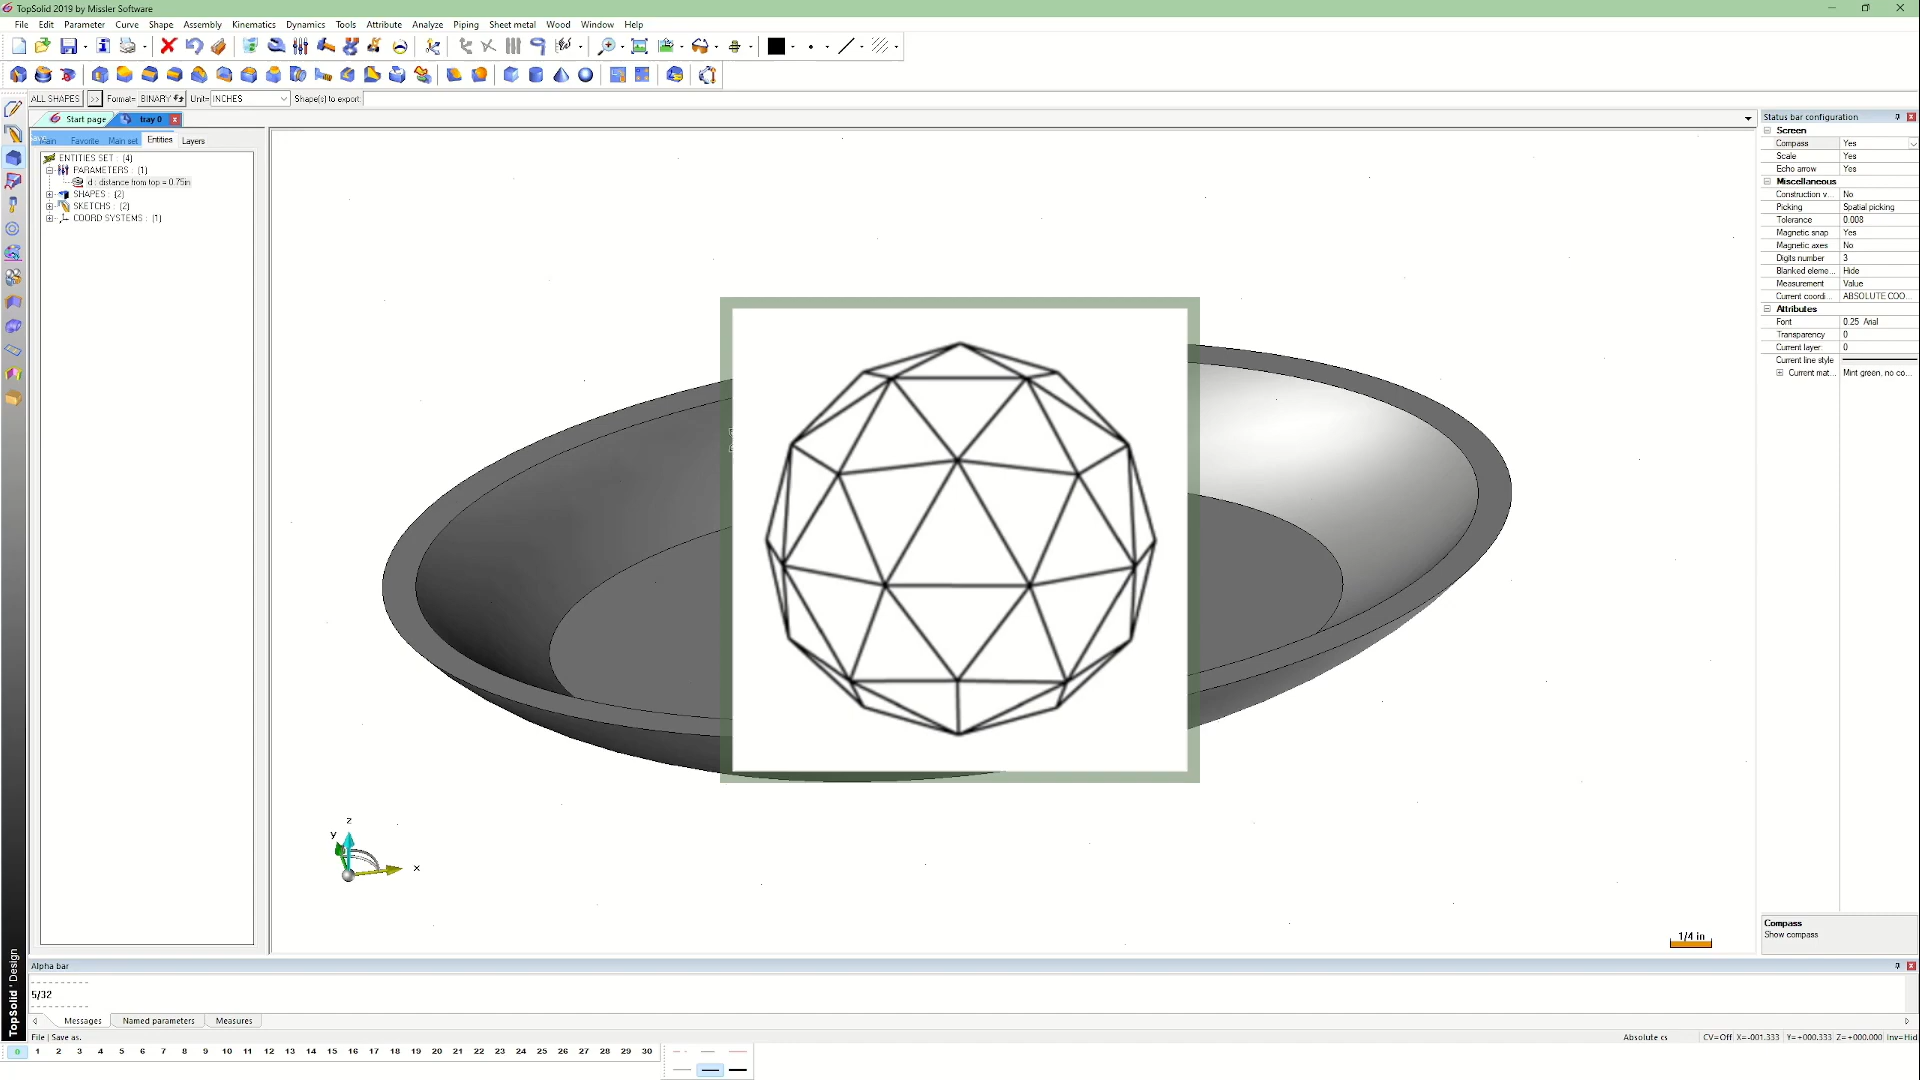 TopSolid 2019 by Missler Software
File Edit Parameter Curve Shape Assembly Kinematics Dynamics Tools Attribute Analyze Piping Sheet metal Wood Window Help
ALL SHAPES >> Format= BINARY Unit= INCHES Shape(s) to export:
Start page tray 0
Main Favorite Main set Entities Layers
ENTITIES SET : (4)
PARAMETERS : (1)
d : distance from top = 0.75in
SHAPES : (2)
SKETCHS : (2)
COORD SYSTEMS : (1)
Status bar configuration
Screen
Compass Yes
Scale Yes
Echo arrow Yes
Miscellaneous
Construction v... No
Picking Spatial picking
Tolerance 0.008
Magnetic snap Yes
Magnetic axes No
Digits number 3
Blanked eleme... Hide
Measurement Value
Current coordi... ABSOLUTE COO...
Attributes
Font 0.25 Arial
Transparency 0
Current layer: 0
Current line style
Current mat... Mint green, no co...
z
y
x
1/4 in
Compass
Show compass
TopSolid'Design
Alpha bar
5/32
Messages Named parameters Measures
File | Save as.
Absolute cs CV=Off X=-001.333 Y=+000.333 Z=+000.000 Inv=Hid
0 1 2 3 4 5 6 7 8 9 10 11 12 13 14 15 16 17 18 19 20 21 22 23 24 25 26 27 28 29 30